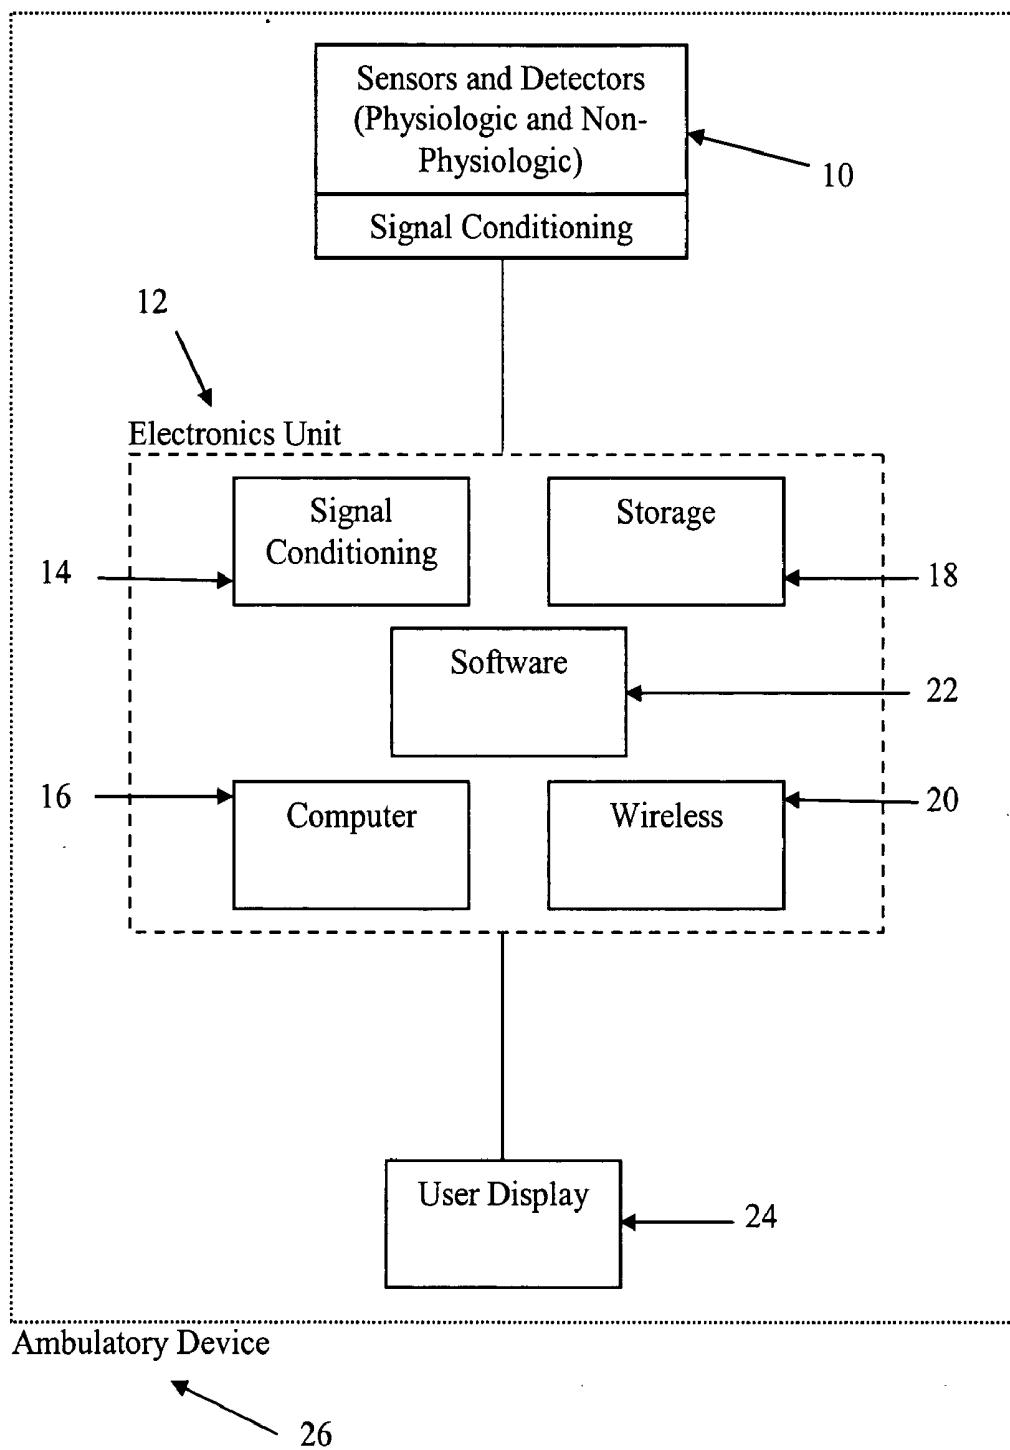 Sensors and Detectors
(Physiologic and Non-
Physiologic)
10
Signal Conditioning
12
Electronics Unit
Signal
Conditioning
Storage
14
18
Software
22
16
Computer
Wireless
20
User Display
24
Ambulatory Device
26